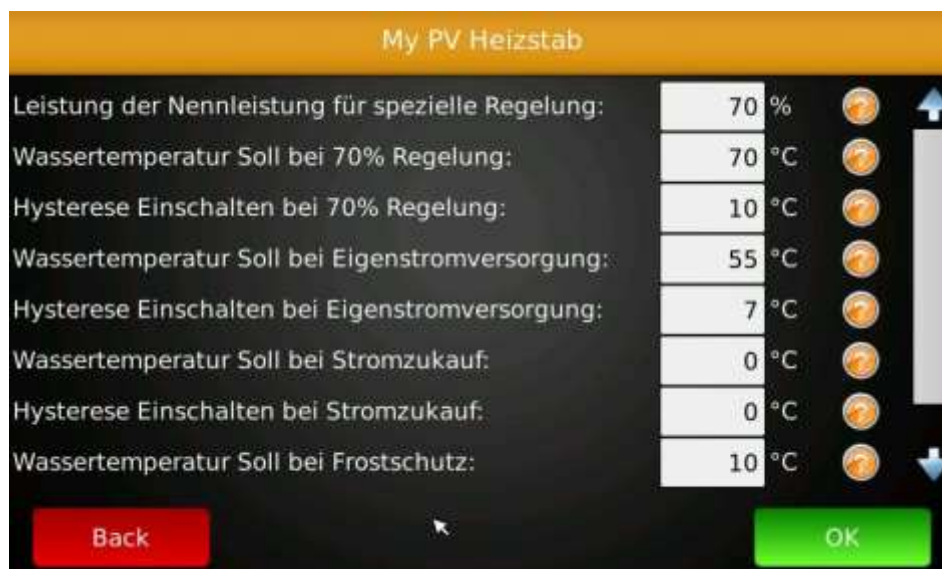 My PV Heizstab
Leistung der Nennleistung für spezielle Regelung: 70 %
Wassertemperatur Soll bei 70% Regelung: 70 °C
Hysterese Einschalten bei 70% Regelung: 10 °C
Wassertemperatur Soll bei Eigenstromversorgung: 55 °C
Hysterese Einschalten bei Eigenstromversorgung: 7 °C
Wassertemperatur Soll bei Stromzukauf: 0 °C
Hysterese Einschalten bei Stromzukauf: 0 °C
Wassertemperatur Soll bei Frostschutz: 10 °C
Back OK